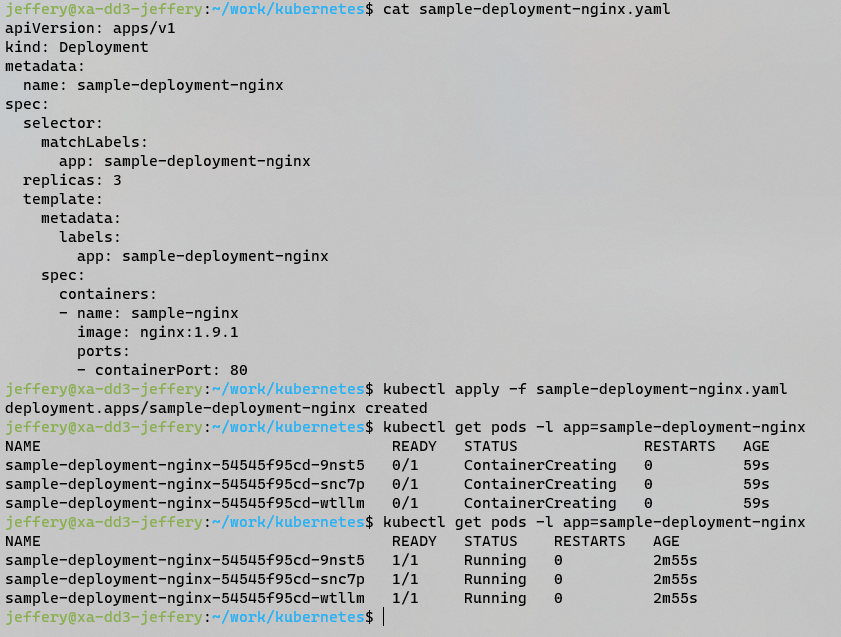 jeffery@xa-dd3-jeffery:~/work/kubernetes$ cat sample-deployment-nginx.yaml
apiVersion: apps/v1
kind: Deployment
metadata:
  name: sample-deployment-nginx
spec:
  selector:
    matchLabels:
      app: sample-deployment-nginx
  replicas: 3
  template:
    metadata:
      labels:
        app: sample-deployment-nginx
    spec:
      containers:
      - name: sample-nginx
        image: nginx:1.9.1
        ports:
        - containerPort: 80
jeffery@xa-dd3-jeffery:~/work/kubernetes$ kubectl apply -f sample-deployment-nginx.yaml
deployment.apps/sample-deployment-nginx created
jeffery@xa-dd3-jeffery:~/work/kubernetes$ kubectl get pods -l app=sample-deployment-nginx
NAME                                       READY   STATUS              RESTARTS   AGE
sample-deployment-nginx-54545f95cd-9nst5   0/1     ContainerCreating   0          59s
sample-deployment-nginx-54545f95cd-snc7p   0/1     ContainerCreating   0          59s
sample-deployment-nginx-54545f95cd-wtllm   0/1     ContainerCreating   0          59s
jeffery@xa-dd3-jeffery:~/work/kubernetes$ kubectl get pods -l app=sample-deployment-nginx
NAME                                       READY   STATUS    RESTARTS   AGE
sample-deployment-nginx-54545f95cd-9nst5   1/1     Running   0          2m55s
sample-deployment-nginx-54545f95cd-snc7p   1/1     Running   0          2m55s
sample-deployment-nginx-54545f95cd-wtllm   1/1     Running   0          2m55s
jeffery@xa-dd3-jeffery:~/work/kubernetes$